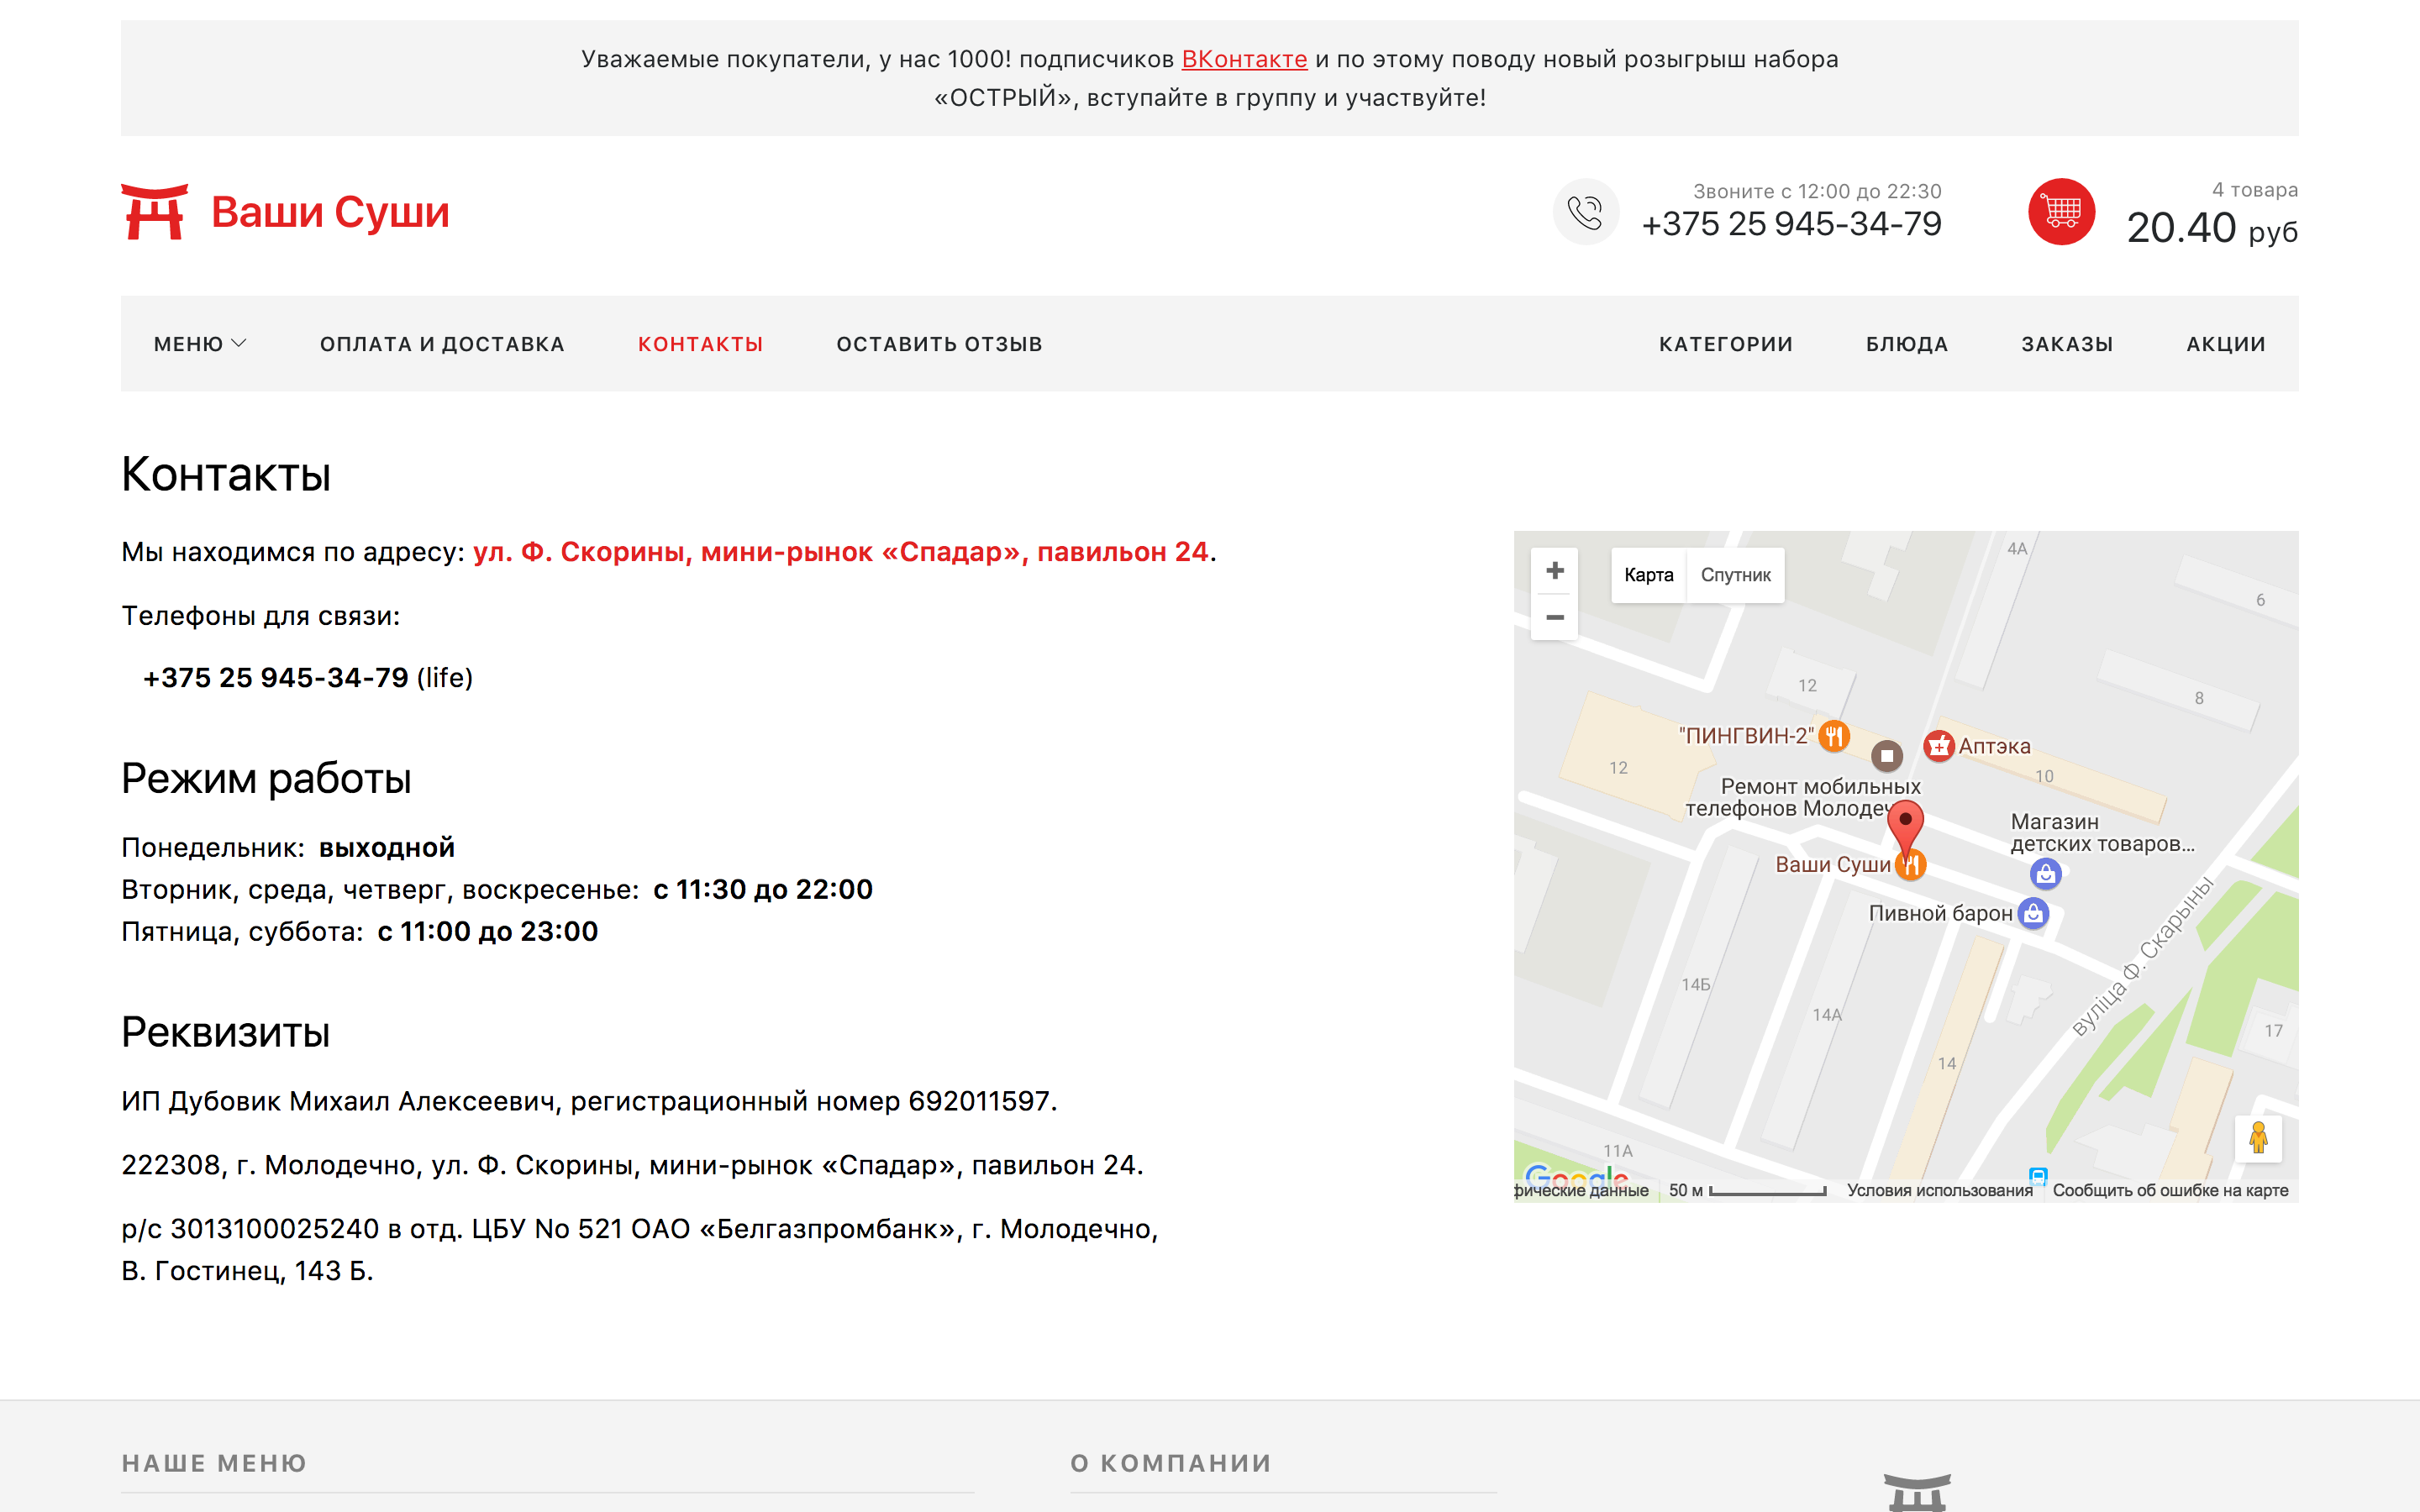 Уважаемые покупатели, у нас 1000! подписчиков ВКонтакте и по этому поводу новый розыгрыш набора
«ОСТРЫЙ», вступайте в группу и участвуйте!
Ваши Суши
Звоните с 12:00 до 22:30
+375 25 945-34-79
4 товара
20.40 руб
МЕНЮ
ОПЛАТА И ДОСТАВКА
КОНТАКТЫ
ОСТАВИТЬ ОТЗЫВ
КАТЕГОРИИ
БЛЮДА
ЗАКАЗЫ
АКЦИИ
Контакты
Мы находимся по адресу: ул. Ф. Скорины, мини-рынок «Спадар», павильон 24.
Телефоны для связи:
+375 25 945-34-79 (life)
Режим работы
Понедельник: выходной
Вторник, среда, четверг, воскресенье: с 11:30 до 22:00
Пятница, суббота: с 11:00 до 23:00
Реквизиты
ИП Дубовик Михаил Алексеевич, регистрационный номер 692011597.
222308, г. Молодечно, ул. Ф. Скорины, мини-рынок «Спадар», павильон 24.
р/с 3013100025240 в отд. ЦБУ No 521 ОАО «Белгазпромбанк», г. Молодечно,
В. Гостинец, 143 Б.
Карта
Спутник
4А
6
12
8
"ПИНГВИН-2"
Аптэка
12
10
Ремонт мобильных
телефонов Молодеч
Магазин
детских товаров...
Ваши Суши
Пивной барон
вуліца Ф. Скарыны
14Б
14А
14
17
11А
Google
фические данные
50 м
Условия использования
Сообщить об ошибке на карте
НАШЕ МЕНЮ
О КОМПАНИИ